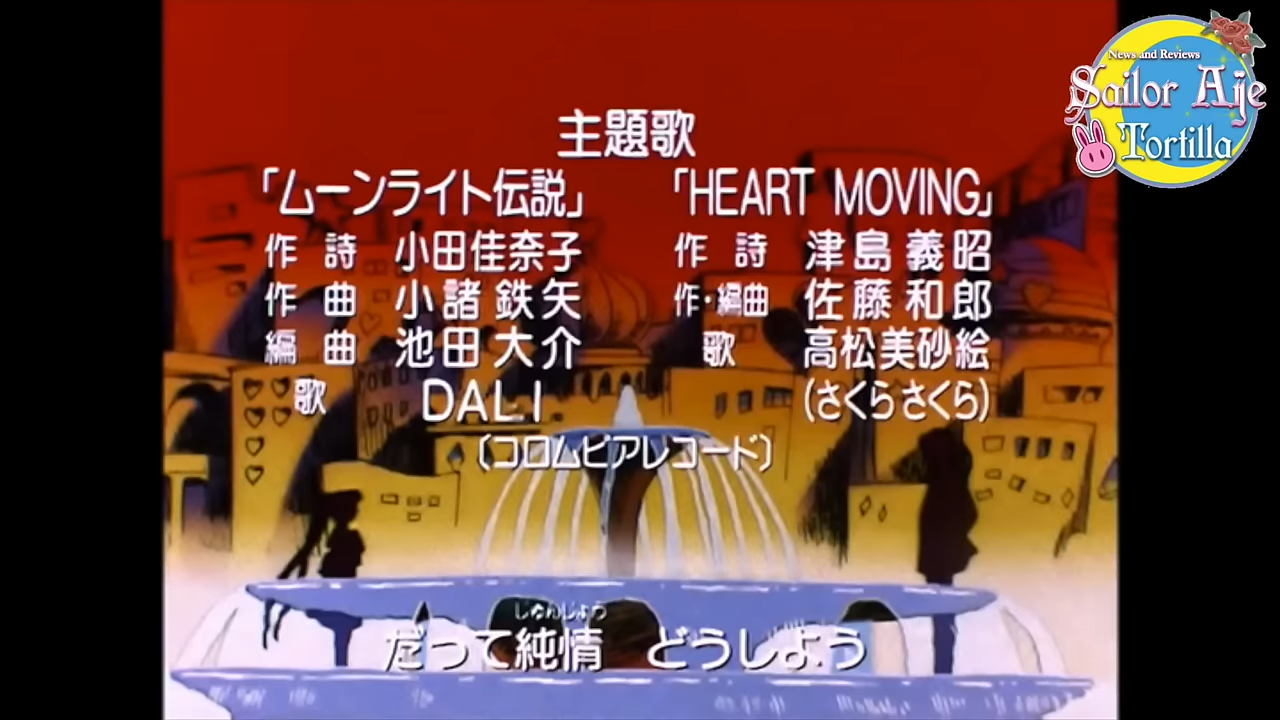 News and Reviews
Sailor Aje
Tortilla
主題歌
「ムーンライト伝説」
作詩 小田佳奈子
作曲 小諸鉄矢
編曲 池田大介
歌 DALI
「HEART MOVING」
作詩 津島義昭
作・編曲 佐藤和郎
歌 高松美砂絵
(さくらさくら)
(コロムビアレコード)
じゅんじょう
だって純情 どうしよう